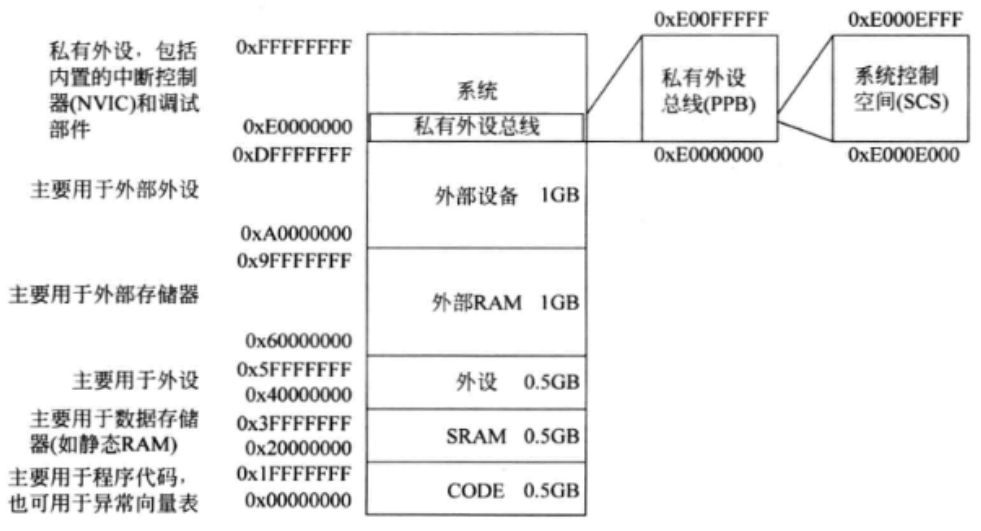 0xE00FFFFF
0xE000EFFF
私有外设，包括
内置的中断控制
器(NVIC)和调试
部件
0xFFFFFFFF
系统
私有外设
总线(PPB)
系统控制
空间(SCS)
0xE0000000
私有外设总线
0xE0000000
0xE000E000
0xDFFFFFFF
主要用于外部外设
外部设备 1GB
0xA0000000
0x9FFFFFFF
主要用于外部存储器
外部RAM 1GB
0x60000000
0x5FFFFFFF
主要用于外设
外设 0.5GB
0x40000000
主要用于数据存储
器(如静态RAM)
0x3FFFFFFF
0x20000000
SRAM 0.5GB
主要用于程序代码，
也可用于异常向量表
0x1FFFFFFF
0x00000000
CODE 0.5GB